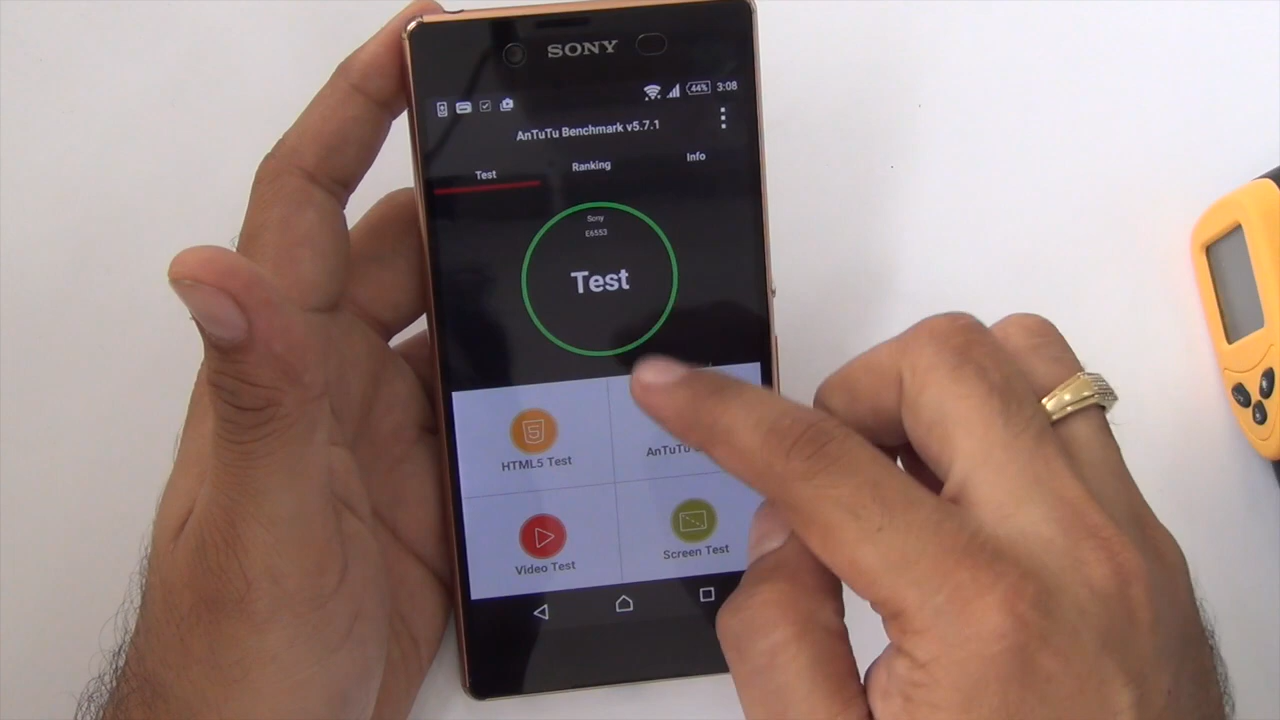 SONY
44% 3:08
AnTuTu Benchmark v5.7.1
Test Ranking Info
Sony
E6553
Test
5
HTML5 Test
AnTuTu
Video Test
Screen Test